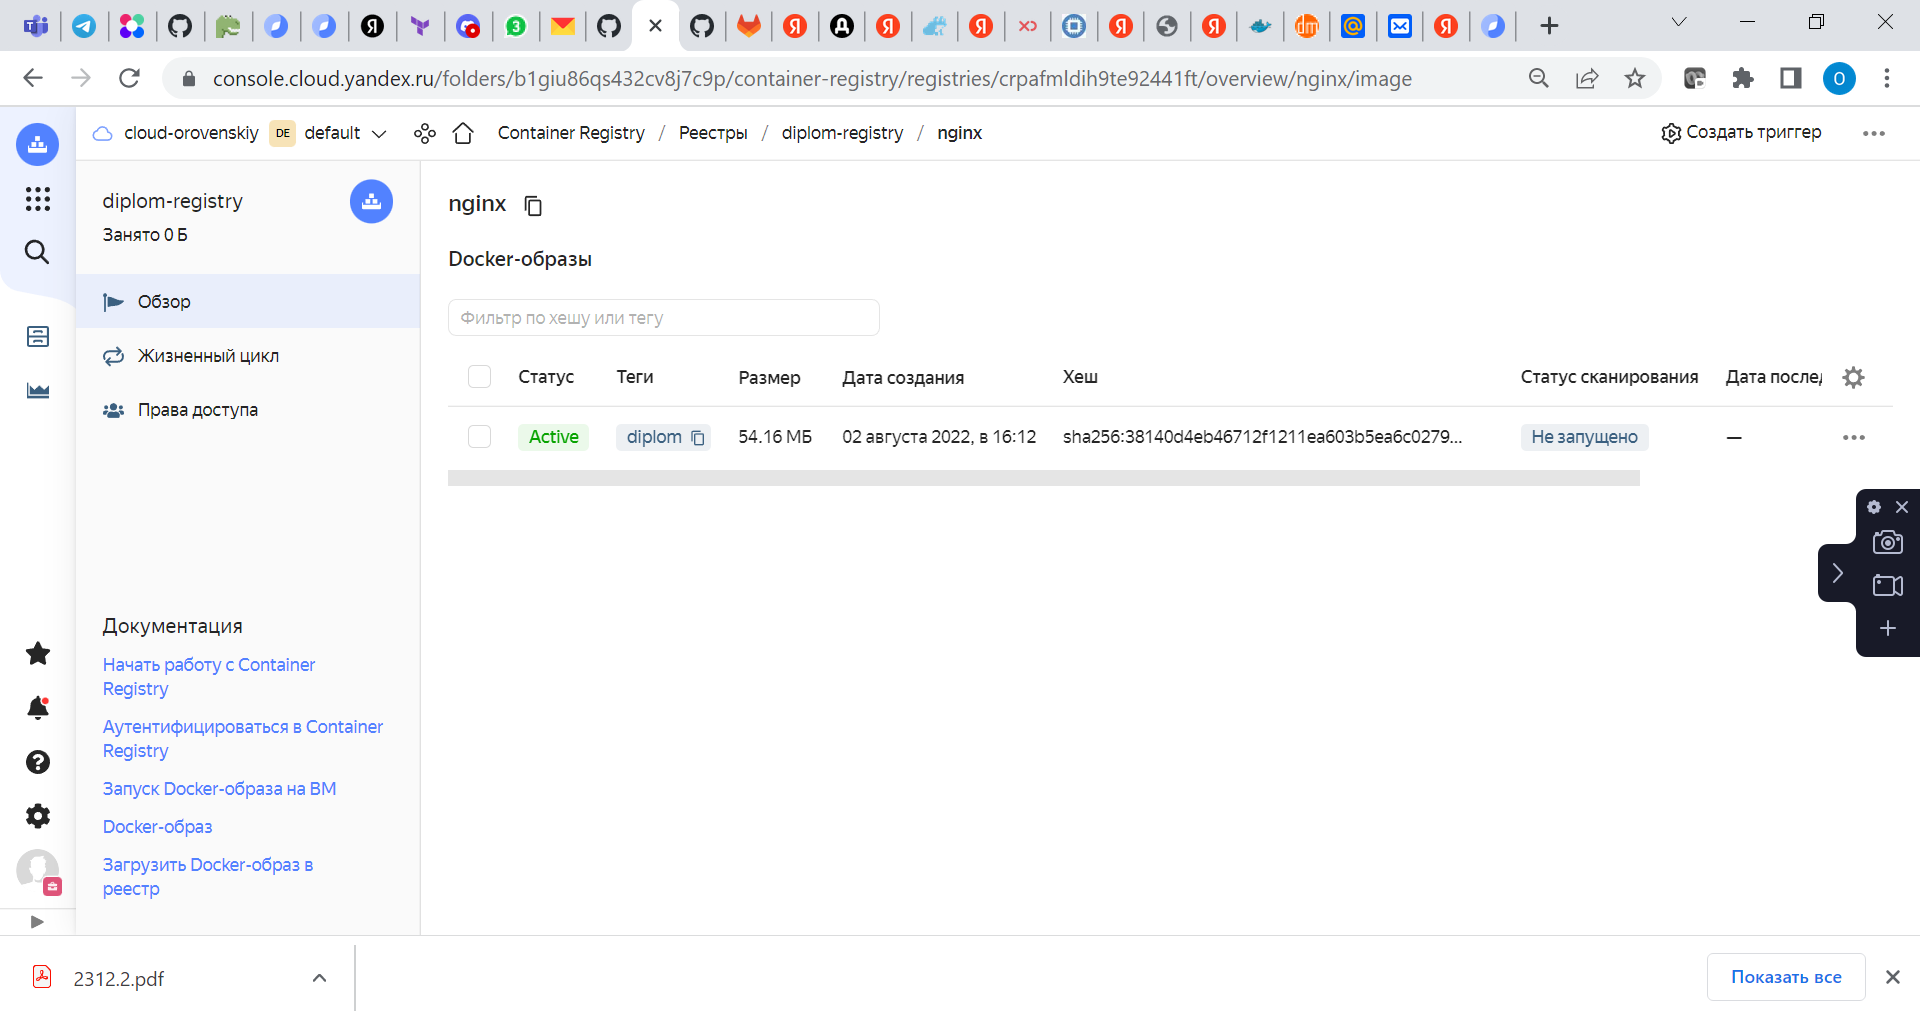 console.cloud.yandex.ru/folders/b1giu86qs432cv8j7c9p/container-registry/registries/crpafmldih9te92441ft/overview/nginx/image
O
cloud-orovenskiy DE default Container Registry / Реестры / diplom-registry / nginx
Создать триггер
diplom-registry
Занято 0 Б
Обзор
Жизненный цикл
Права доступа
Документация
Начать работу с Container
Registry
Аутентифицироваться в Container
Registry
Запуск Docker-образа на ВМ
Docker-образ
Загрузить Docker-образ в
реестр
nginx
Docker-образы
Фильтр по хешу или тегу
Статус Теги Размер Дата создания Хеш Статус сканирования Дата послед
Active diplom 54.16 МБ 02 августа 2022, в 16:12 sha256:38140d4eb46712f1211ea603b5ea6c0279... Не запущено —
2312.2.pdf
Показать все